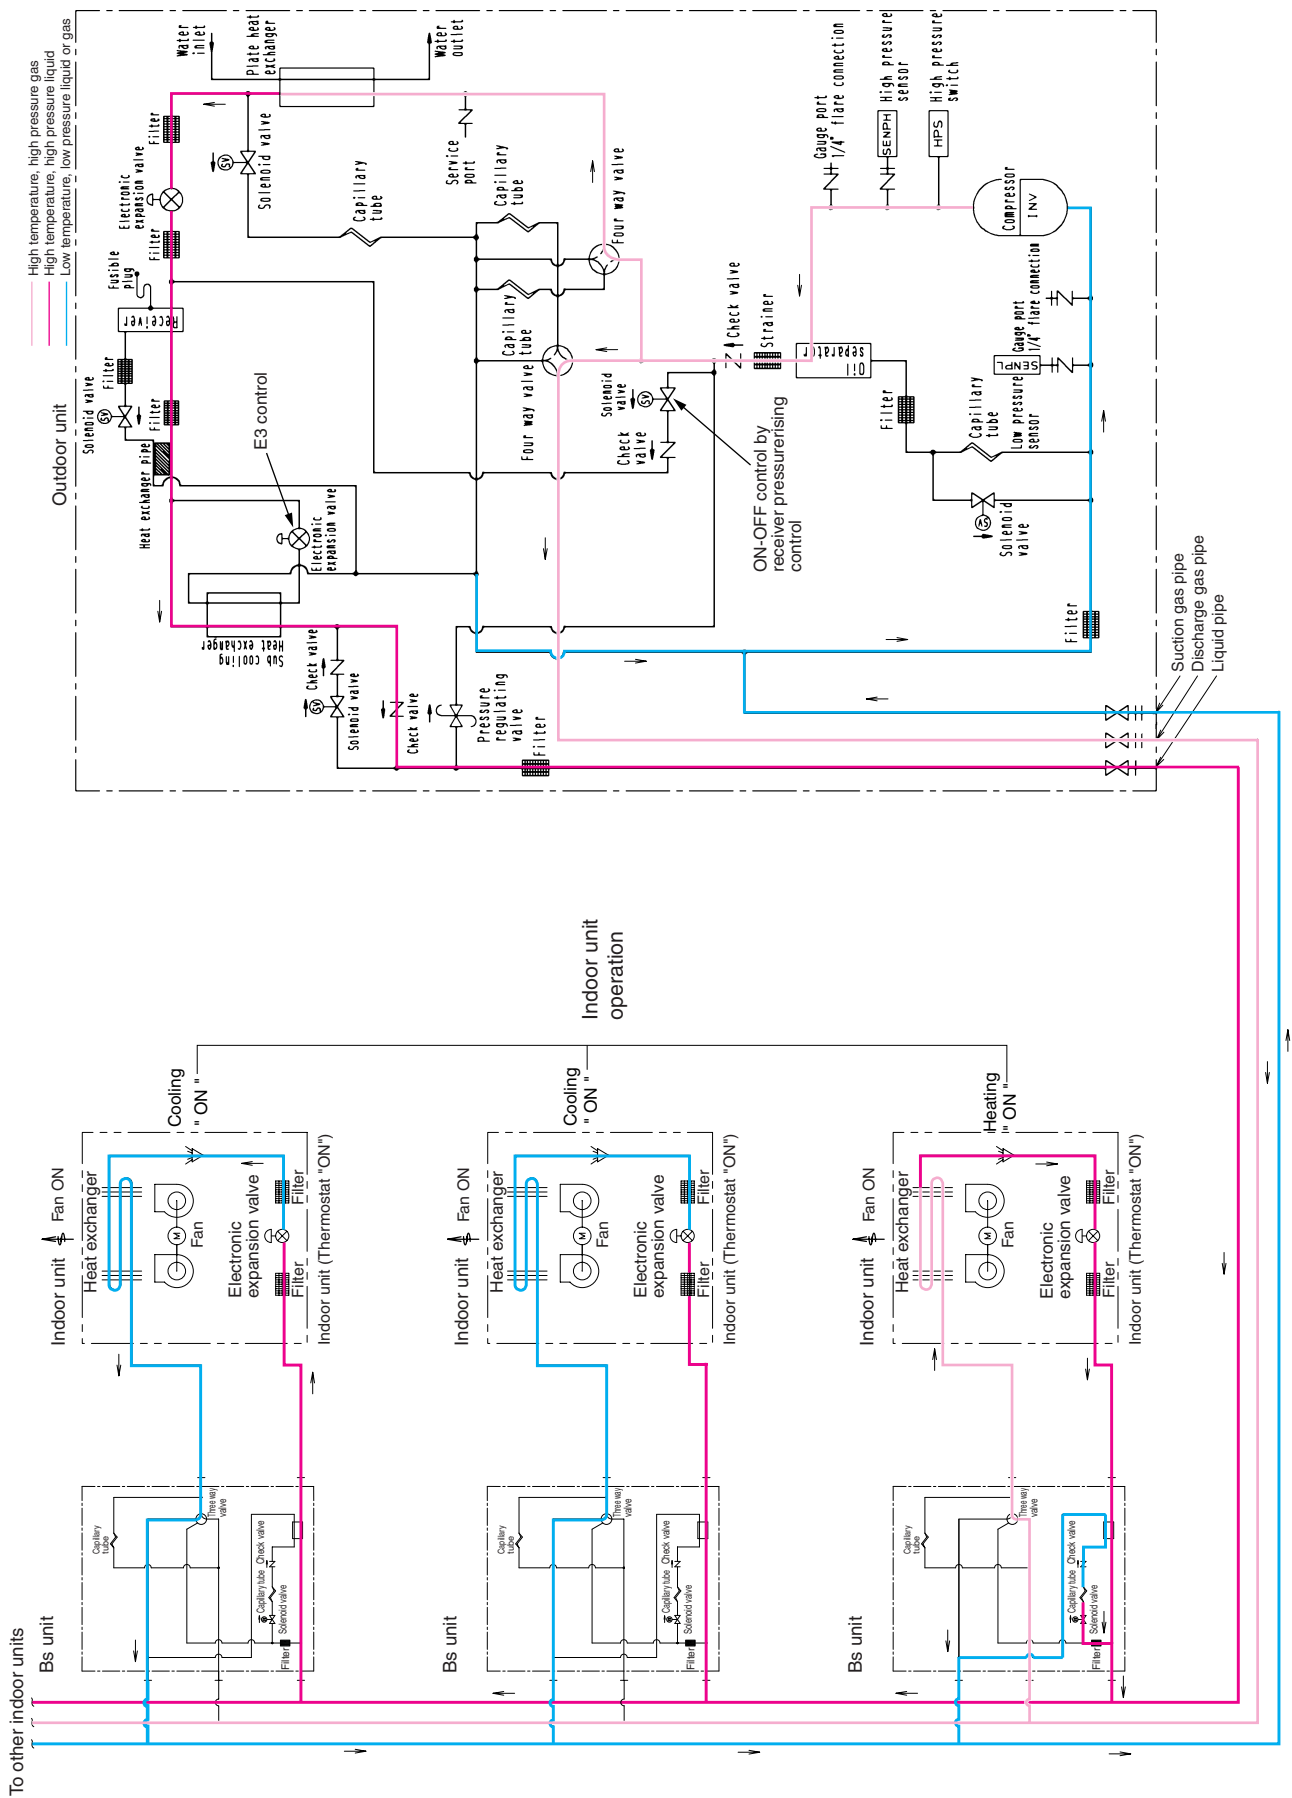 High temperature, high pressure gas
High temperature, high pressure liquid
Low temperature, low pressure liquid or gas
Outdoor unit
Water
inlet
Plate heat
exchanger
Water
outlet
Filter
Electronic
expansion valve
Filter
Fusible
plug
Receiver
Solenoid valve
SV
Filter
Solenoid valve
SV
Filter
Heat exchanger pipe
E3 control
Electronic
expansion valve
Sub cooling
Heat exchanger
Capillary
tube
Service
port
Capillary
tube
Four way valve
Capillary
tube
Four way valve
Gauge port
1/4" flare connection
SENPH
High pressure
sensor
HPS
High pressure
switch
Compressor
INV
Check valve
Strainer
Oil
separator
Gauge port
1/4" flare connection
SENPL
Low pressure
sensor
Solenoid
valve
SV
Check
valve
ON-OFF control by
receiver pressurerising
control
Filter
Capillary
tube
SV
Solenoid
valve
Check valve
SV
Solenoid valve
Check valve
Pressure
regulating
valve
Filter
Filter
Suction gas pipe
Discharge gas pipe
Liquid pipe
Indoor unit
operation
Cooling
" ON "
Cooling
" ON "
Heating
" ON "
Indoor unit
Fan ON
Heat exchanger
M
Fan
Electronic
expansion valve
Filter
Filter
Indoor unit (Thermostat "ON")
Indoor unit
Fan ON
Heat exchanger
M
Fan
Electronic
expansion valve
Filter
Filter
Indoor unit (Thermostat "ON")
Indoor unit
Fan ON
Heat exchanger
M
Fan
Electronic
expansion valve
Filter
Filter
Indoor unit (Thermostat "ON")
Bs unit
Capillary
tube
Three way
valve
Check valve
Capillary tube
Solenoid valve
Filter
Bs unit
Capillary
tube
Three way
valve
Check valve
Capillary tube
Solenoid valve
Filter
Bs unit
Capillary
tube
Three way
valve
Check valve
Capillary tube
Solenoid valve
Filter
To other indoor units